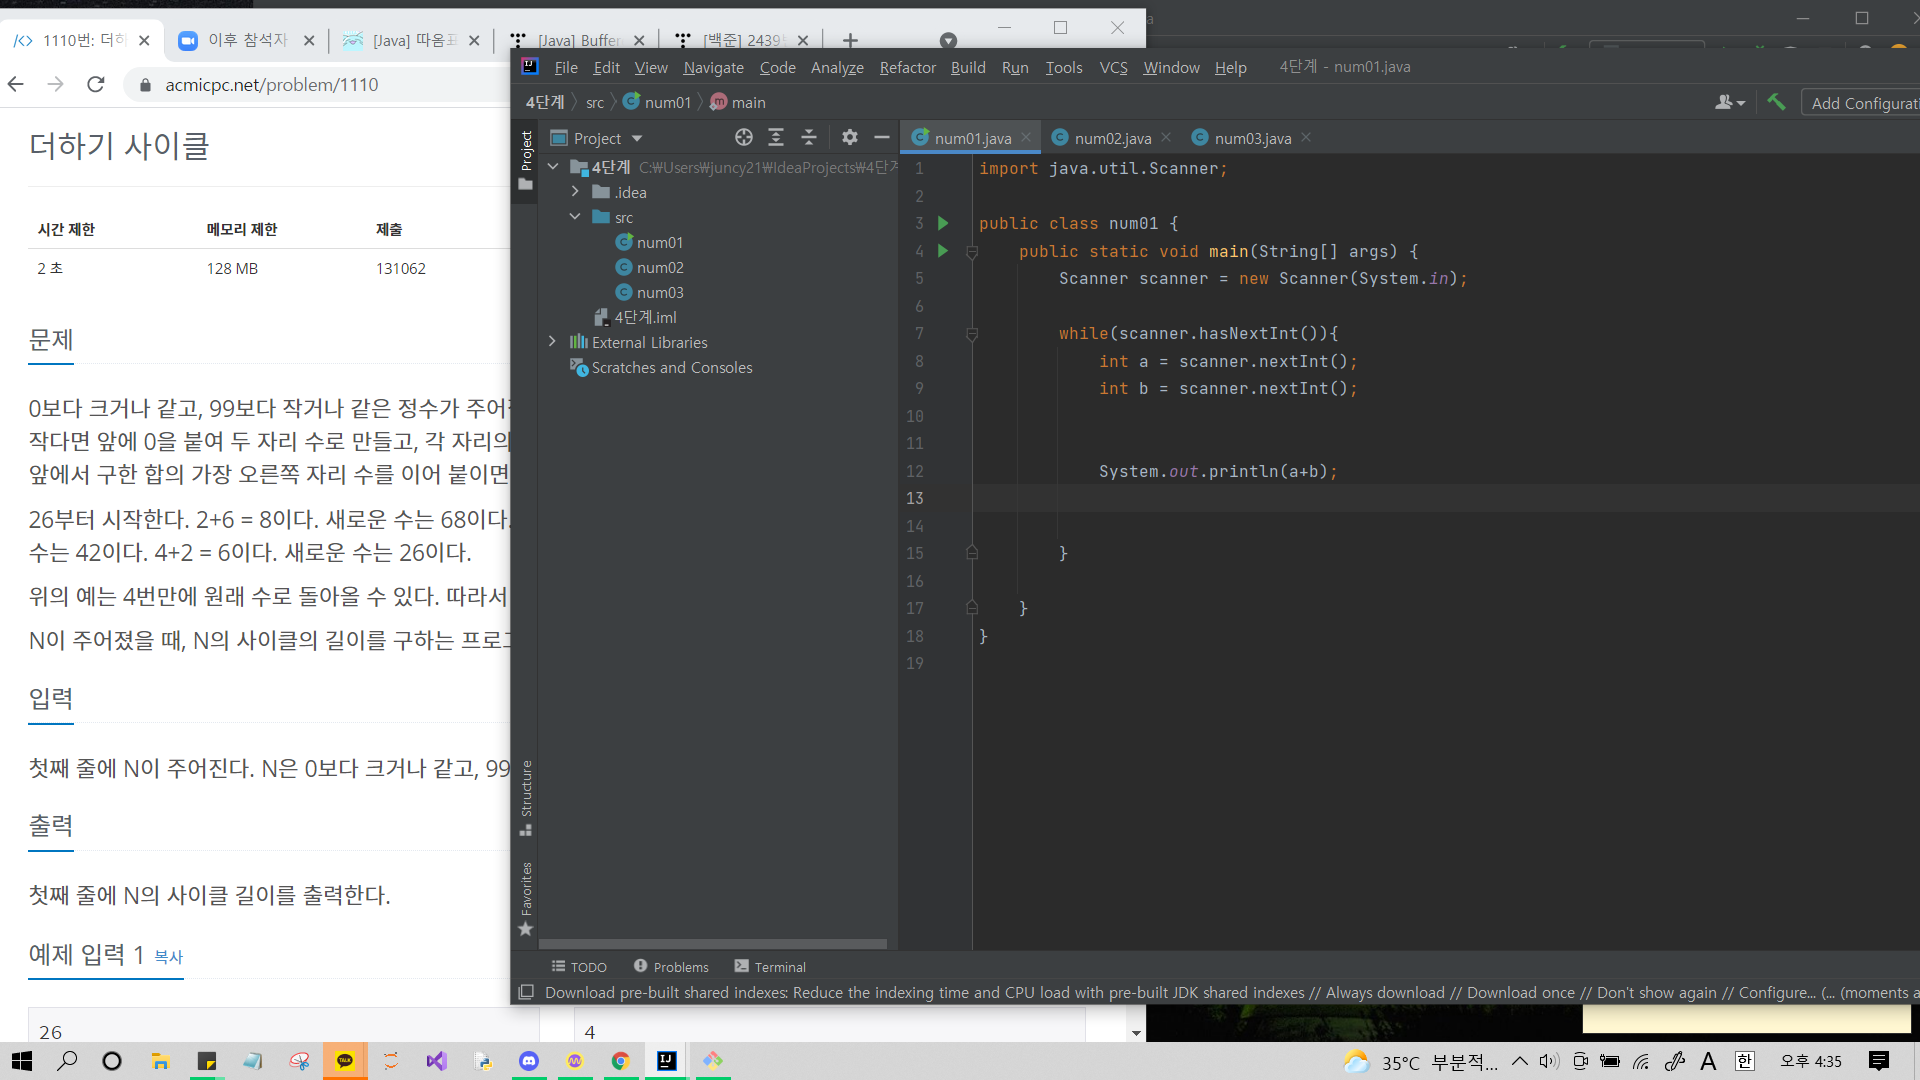 1110번: 더하
이후 참석자
[Java] 따옴표
[Java] Buffer
[백준] 2439
acmicpc.net/problem/1110
더하기 사이클
시간 제한 메모리 제한 제출
2 초 128 MB 131062
문제
0보다 크거나 같고, 99보다 작거나 같은 정수가 주어
작다면 앞에 0을 붙여 두 자리 수로 만들고, 각 자리의
앞에서 구한 합의 가장 오른쪽 자리 수를 이어 붙이면
26부터 시작한다. 2+6 = 8이다. 새로운 수는 68이다.
수는 42이다. 4+2 = 6이다. 새로운 수는 26이다.
위의 예는 4번만에 원래 수로 돌아올 수 있다. 따라서
N이 주어졌을 때, N의 사이클의 길이를 구하는 프로그
입력
첫째 줄에 N이 주어진다. N은 0보다 크거나 같고, 99
출력
첫째 줄에 N의 사이클 길이를 출력한다.
예제 입력 1 복사
26
4
File Edit View Navigate Code Analyze Refactor Build Run Tools VCS Window Help 4단계 - num01.java
4단계 src num01 main
Add Configurati
Project
Project
4단계 C:₩Users₩juncy21₩IdeaProjects₩4단계
.idea
src
num01
num02
num03
4단계.iml
External Libraries
Scratches and Consoles
Structure
Favorites
num01.java num02.java num03.java
1 import java.util.Scanner;
2
3 public class num01 {
4 public static void main(String[] args) {
5 Scanner scanner = new Scanner(System.in);
6
7 while(scanner.hasNextInt()){
8 int a = scanner.nextInt();
9 int b = scanner.nextInt();
10
11
12 System.out.println(a+b);
13
14
15 }
16
17 }
18 }
19
TODO Problems Terminal
Download pre-built shared indexes: Reduce the indexing time and CPU load with pre-built JDK shared indexes // Always download // Download once // Don't show again // Configure... (... (moments a
TALK
IJ
35°C 부분적... A 한 오후 4:35